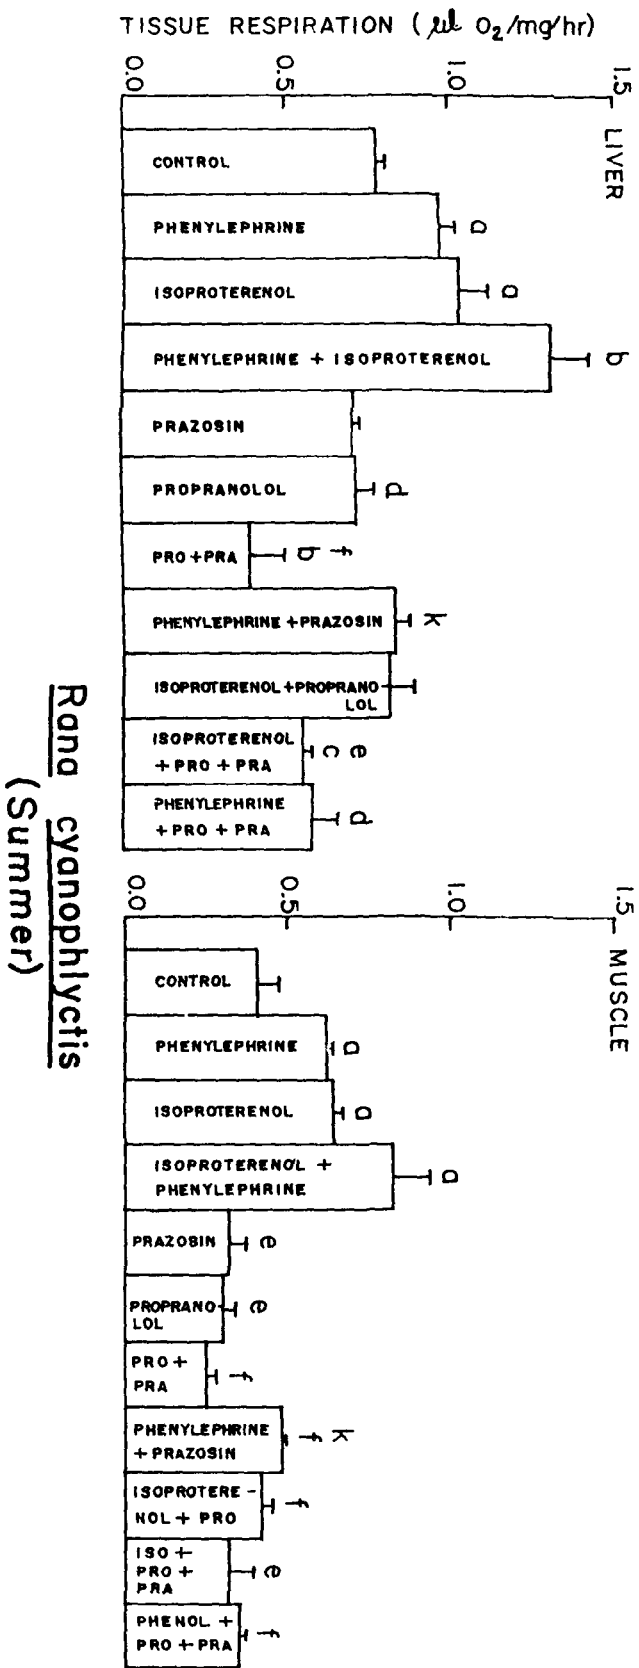 TISSUE RESPIRATION (µl O₂/mg/hr)
0.0 0.5 1.0 1.5
LIVER
CONTROL
PHENYLEPHRINE
a
ISOPROTERENOL
a
PHENYLEPHRINE + ISOPROTERENOL
b
PRAZOSIN
PROPRANOLOL
d
PRO+PRA
b f
PHENYLEPHRINE+PRAZOSIN
k
ISOPROTERENOL+PROPRANO
LOL
ISOPROTERENOL
+ PRO + PRA
c e
PHENYLEPHRINE
+ PRO + PRA
d
0.0 0.5 1.0 1.5
MUSCLE
CONTROL
PHENYLEPHRINE
a
ISOPROTERENOL
a
ISOPROTERENOL +
PHENYLEPHRINE
a
PRAZOSIN
e
PROPRANO
LOL
e
PRO +
PRA
f
PHENYLEPHRINE
+ PRAZOSIN
f k
ISOPROTERE-
NOL + PRO
f
ISO +
PRO +
PRA
e
PHENOL +
PRO + PRA
f
Rana cyanophlyctis
(Summer)